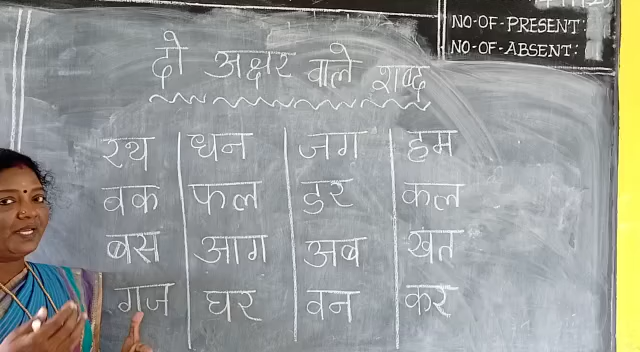 NO-OF-PRESENT:
NO-OF-ABSENT:
दो अक्षर वाले शब्द
रथ धन जग हम
वक फल डर कल
बस आग अब खत
गज घर वन कर